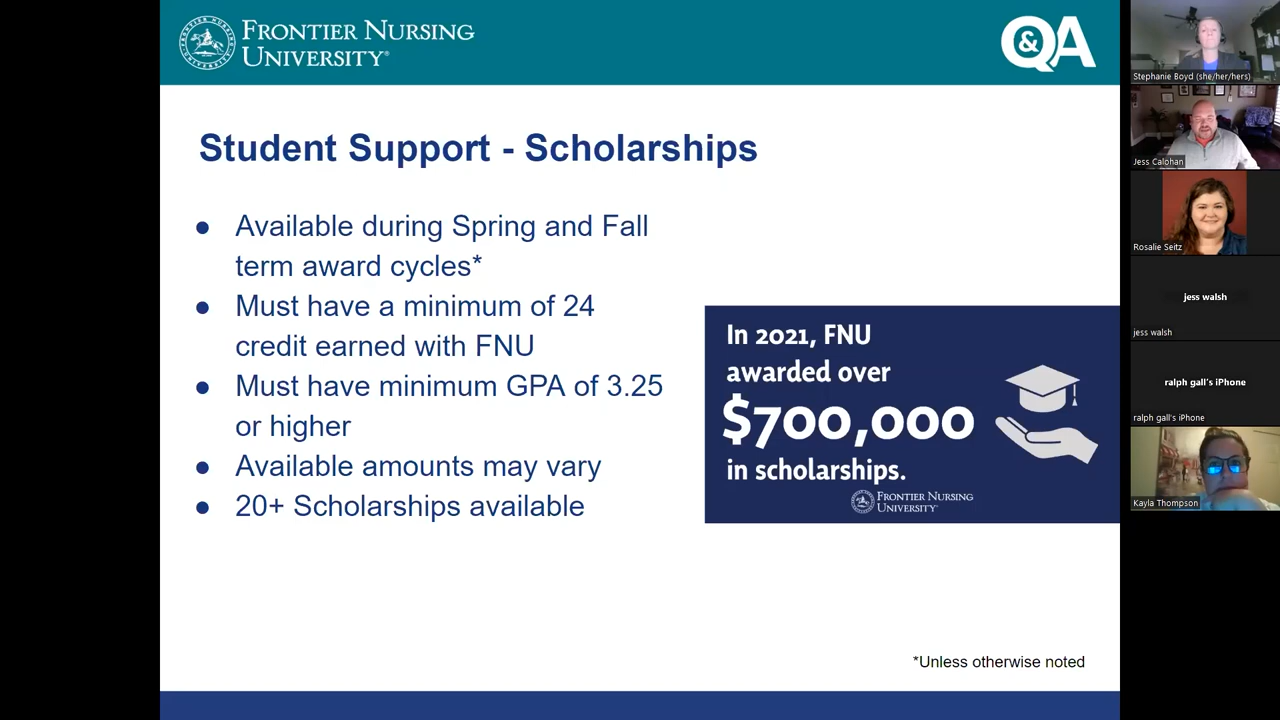 FRONTIER NURSING
UNIVERSITY®
Q&A
Student Support - Scholarships
● Available during Spring and Fall
term award cycles*
● Must have a minimum of 24
credit earned with FNU
● Must have minimum GPA of 3.25
or higher
● Available amounts may vary
● 20+ Scholarships available
In 2021, FNU
awarded over
$700,000
in scholarships.
FRONTIER NURSING
UNIVERSITY
*Unless otherwise noted
Stephanie Boyd (she/her/hers)
Jess Calohan
Rosalie Seitz
jess walsh
jess walsh
ralph gall's iPhone
ralph gall's iPhone
Kayla Thompson